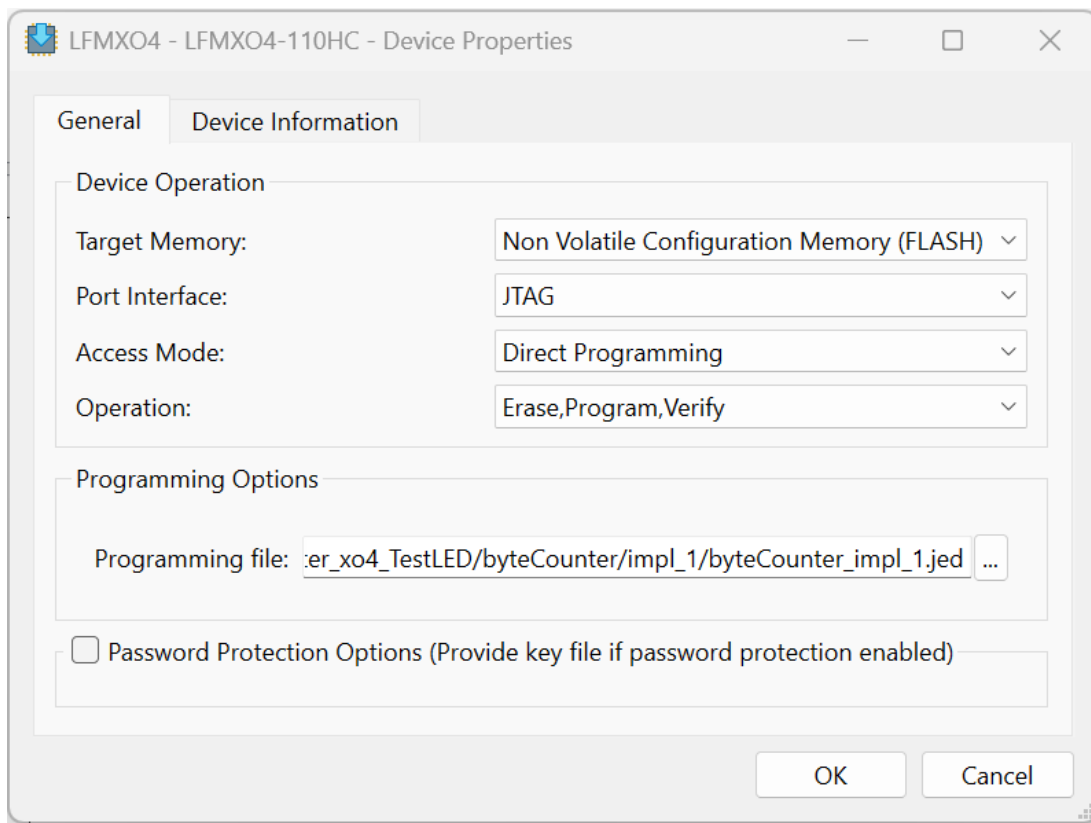 LFMXO4 - LFMXO4-110HC - Device Properties
General
Device Information
Device Operation
Target Memory:
Non Volatile Configuration Memory (FLASH)
Port Interface:
JTAG
Access Mode:
Direct Programming
Operation:
Erase,Program,Verify
Programming Options
Programming file:
:er_xo4_TestLED/byteCounter/impl_1/byteCounter_impl_1.jed
...
Password Protection Options (Provide key file if password protection enabled)
OK
Cancel